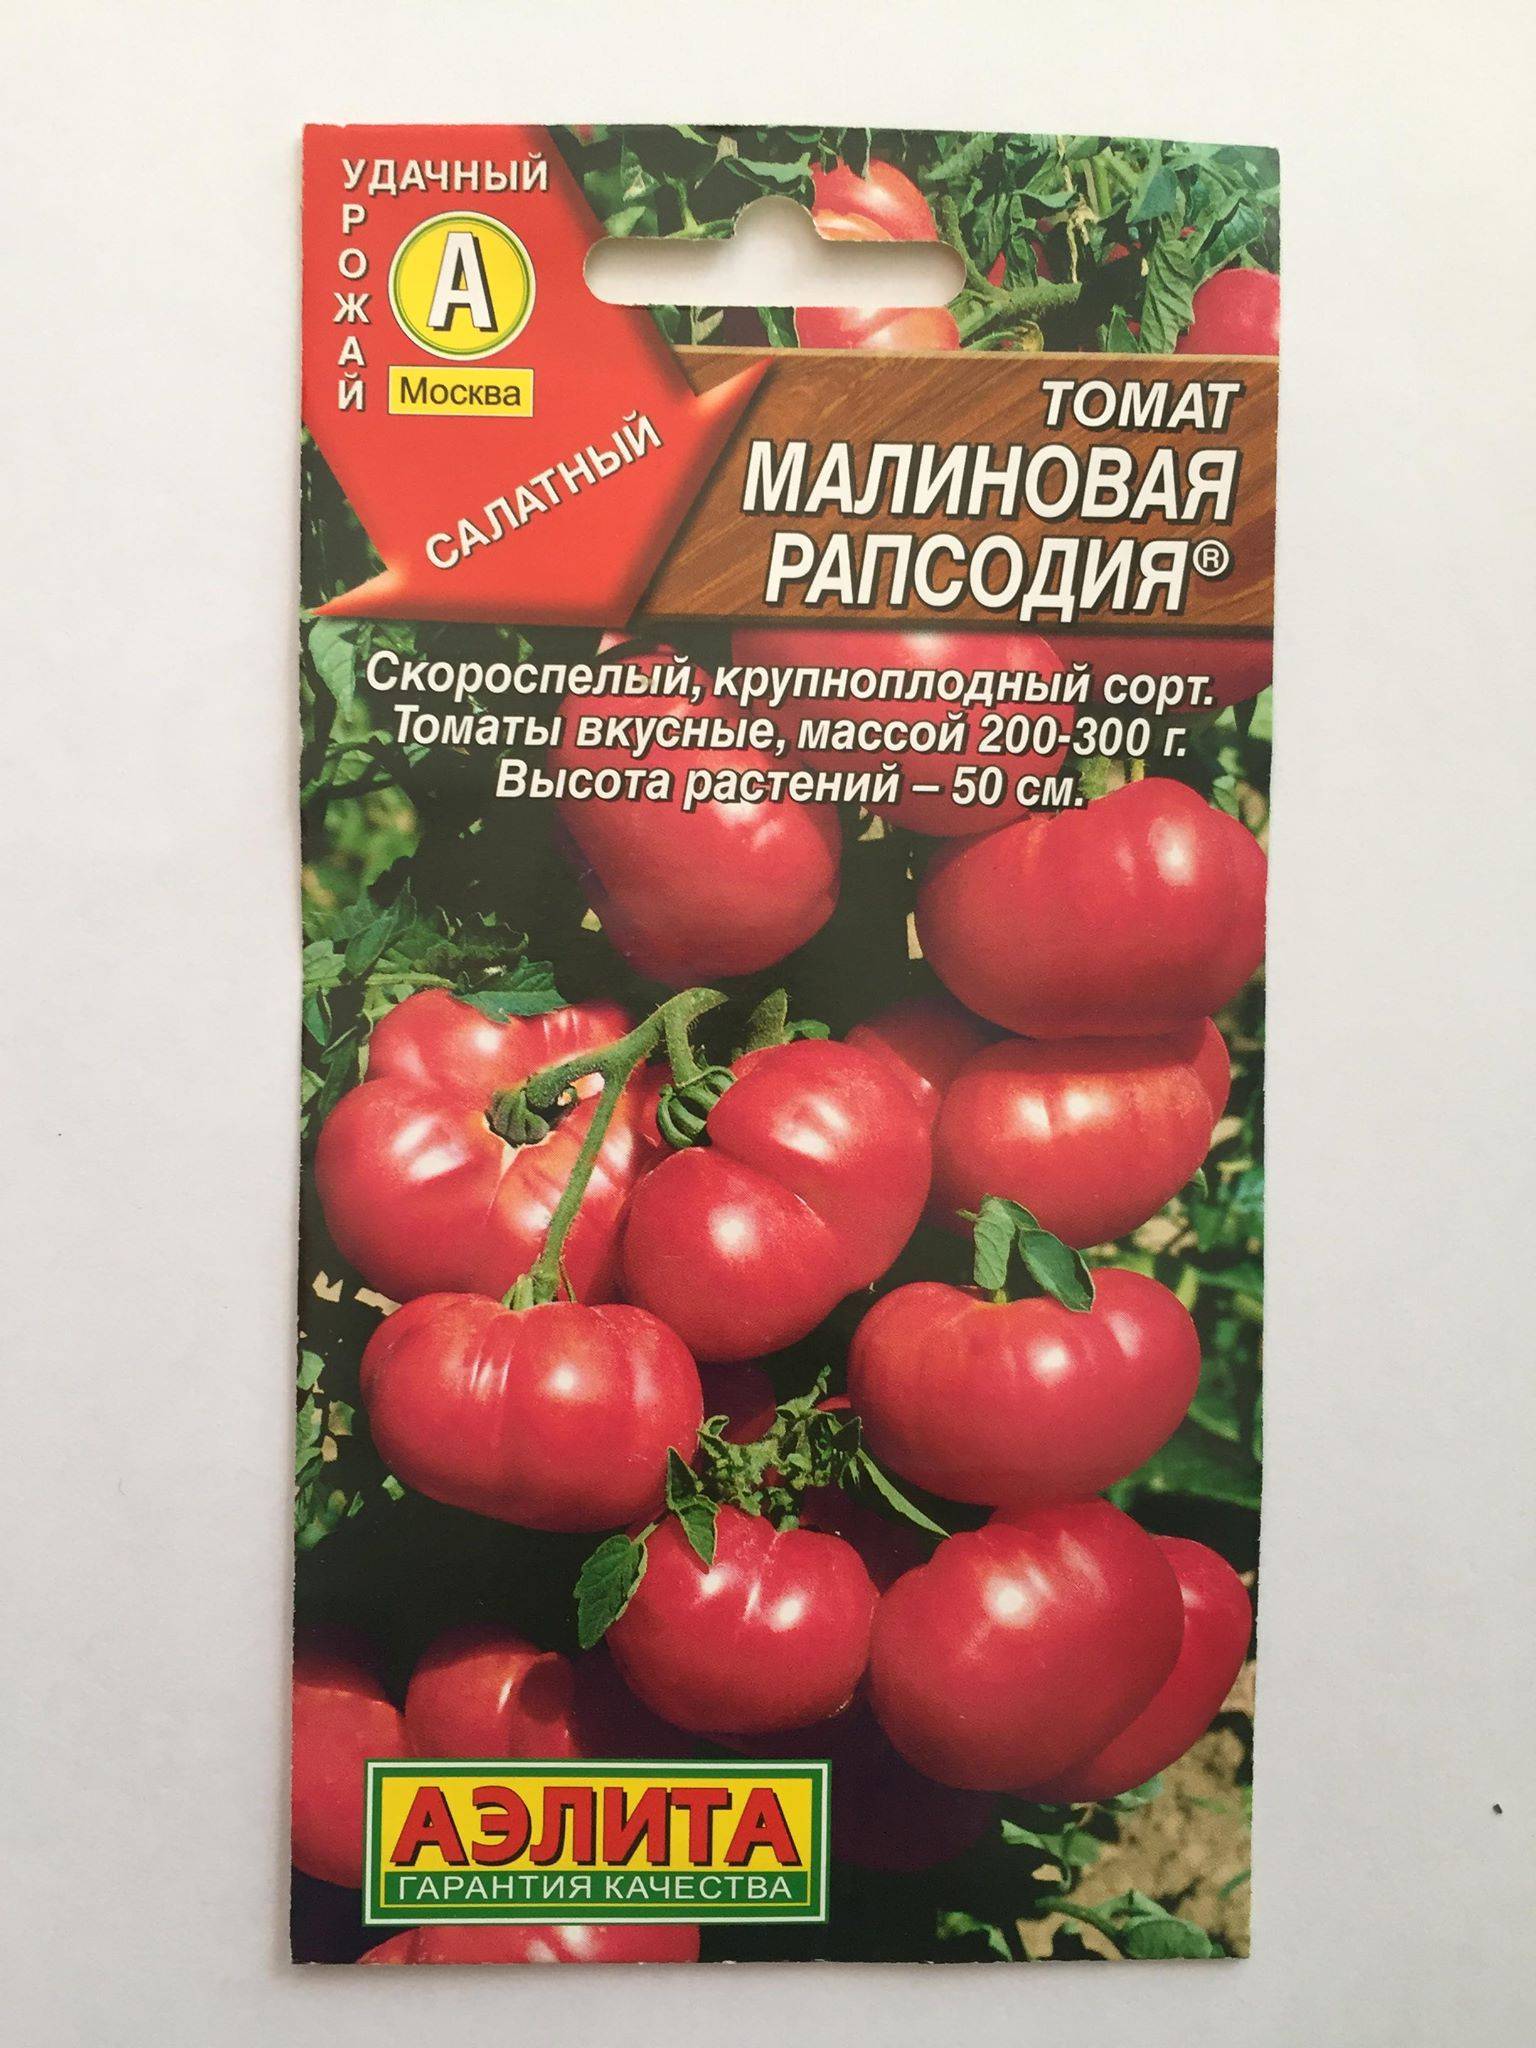 УДАЧНЫЙ
УРОЖАЙ
А
Москва
САЛАТНЫЙ
ТОМАТ
МАЛИНОВАЯ
РАПСОДИЯ®
Скороспелый, крупноплодный сорт.
Томаты вкусные, массой 200-300 г.
Высота растений – 50 см.
АЭЛИТА
ГАРАНТИЯ КАЧЕСТВА